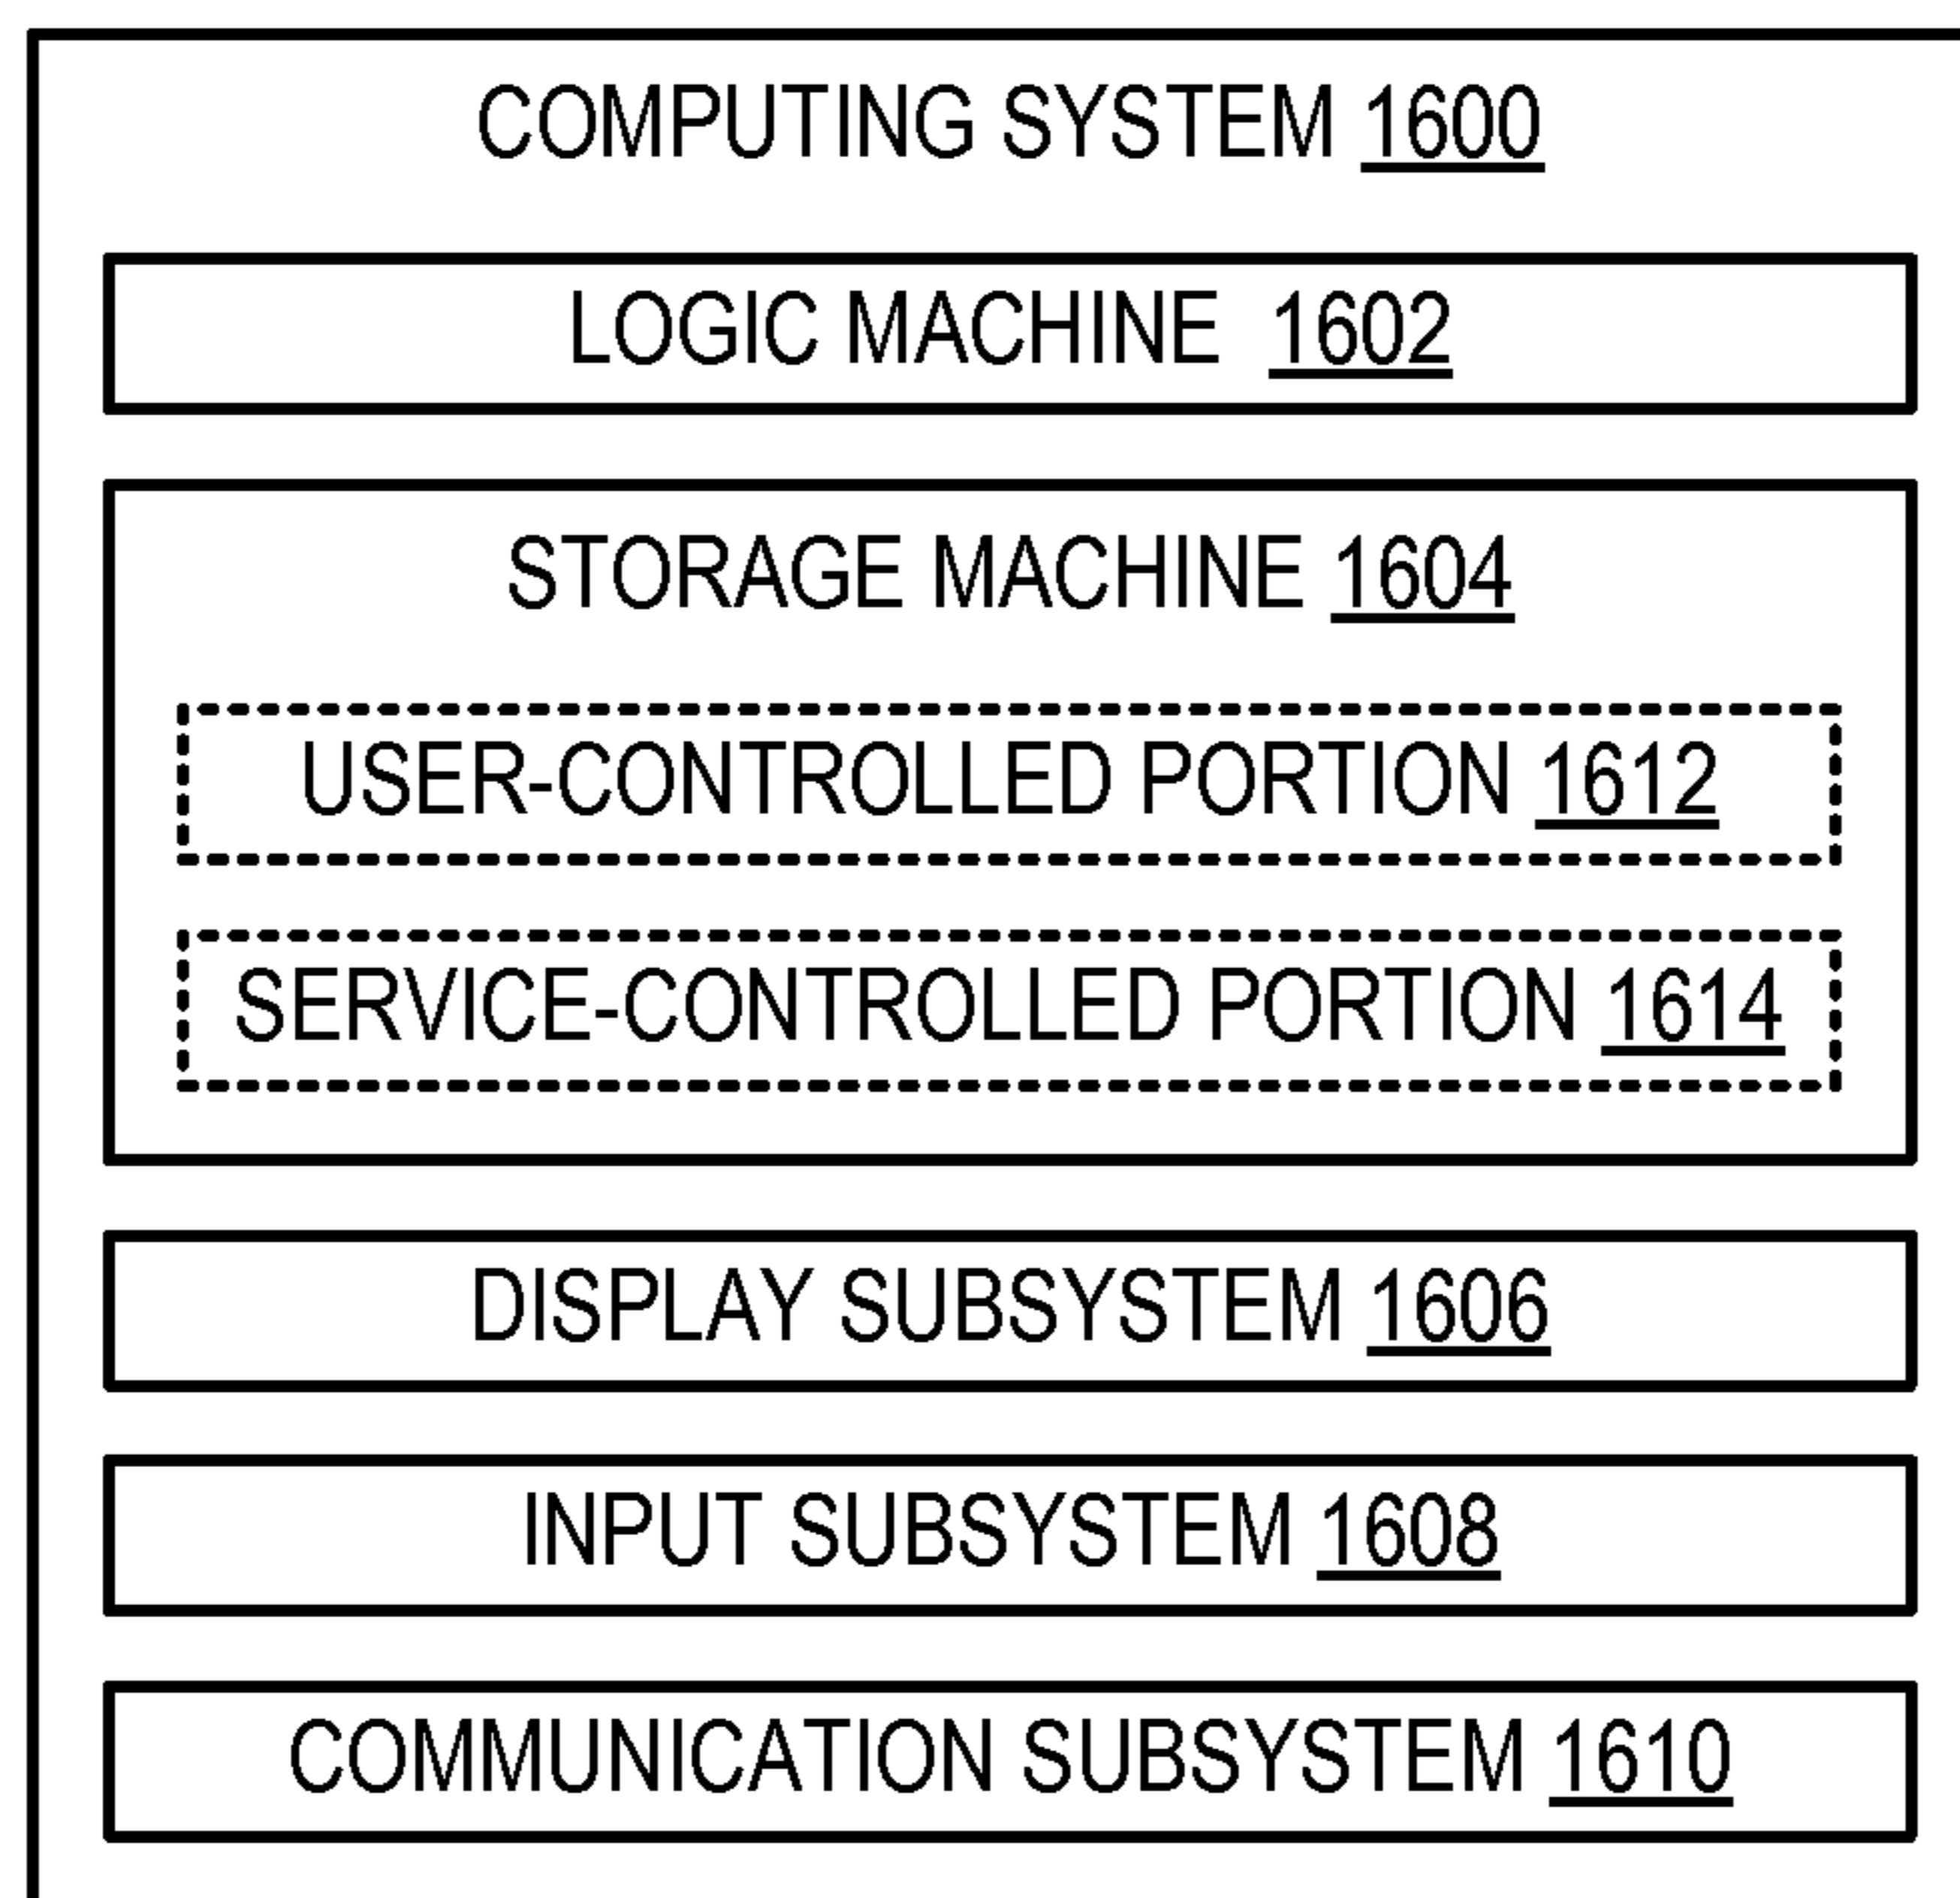 COMPUTING SYSTEM 1600
LOGIC MACHINE 1602
STORAGE MACHINE 1604
USER-CONTROLLED PORTION 1612
SERVICE-CONTROLLED PORTION 1614
DISPLAY SUBSYSTEM 1606
INPUT SUBSYSTEM 1608
COMMUNICATION SUBSYSTEM 1610